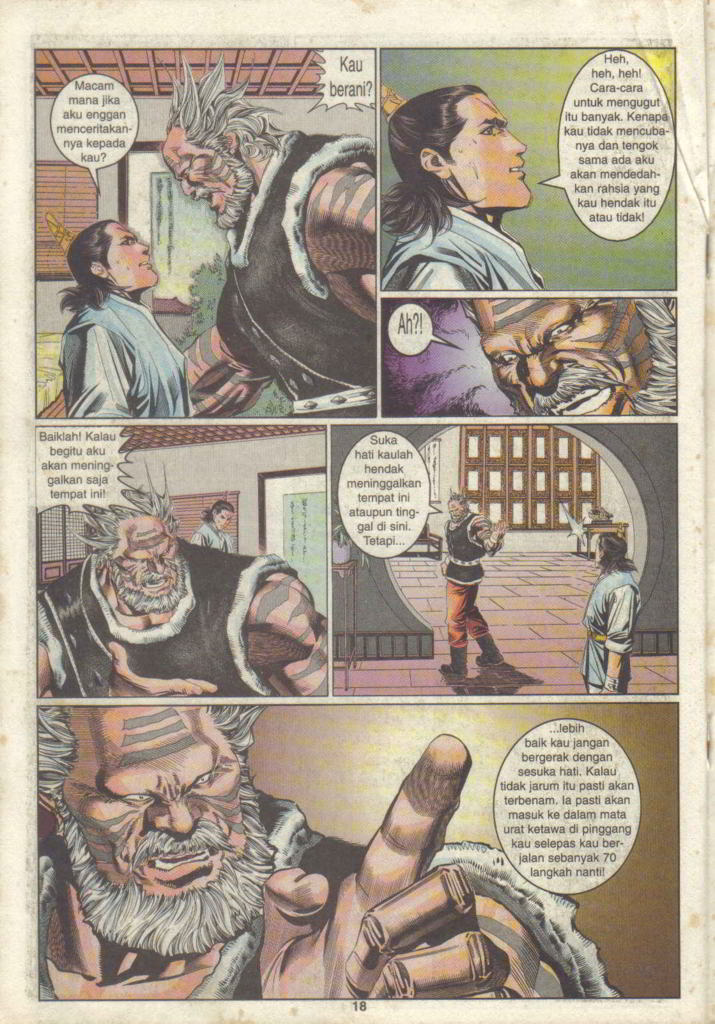 Macam
mana jika
aku enggan
menceritakan-
nya kepada
kau?
Kau
berani?
Heh,
heh, heh!
Cara-cara
untuk mengugut
itu banyak. Kenapa
kau tidak mencuba-
nya dan tengok
sama ada aku
akan mendedah-
kan rahsia yang
kau hendak itu
atau tidak!
Ah?!
Baiklah! Kalau
begitu aku
akan mening-
galkan saja
tempat ini!
Suka
hati kaulah
hendak
meninggalkan
tempat ini
ataupun ting-
gal di sini.
Tetapi...
...lebih
baik kau jangan
bergerak dengan
sesuka hati. Kalau
tidak jarum itu pasti akan
terbenam. Ia pasti akan
masuk ke dalam mata
urat ketawa di pinggang
kau selepas kau ber-
jalan sebanyak 70
langkah nanti!
18